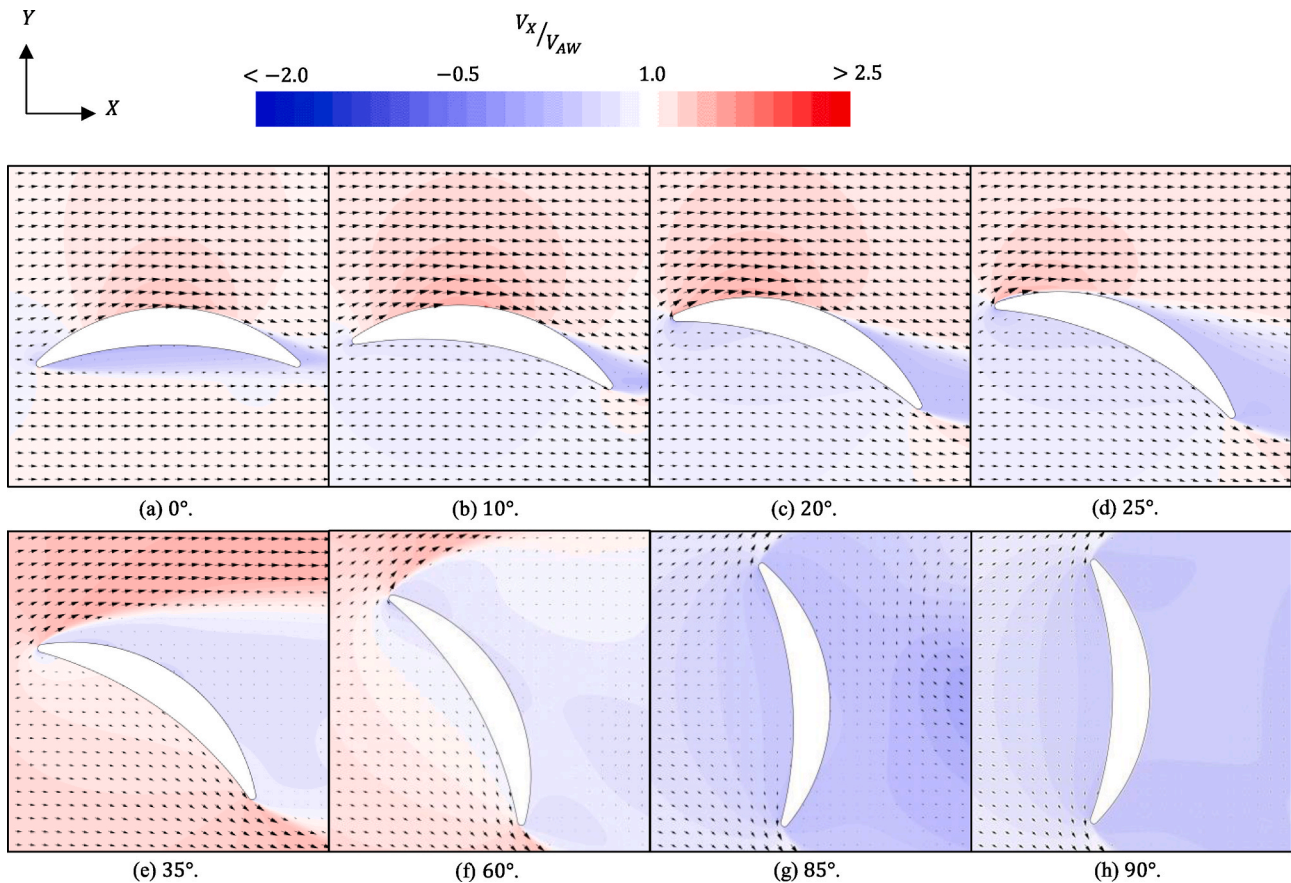 Y
V_X/V_AW
< −2.0 −0.5 1.0 > 2.5
X
(a) 0°. (b) 10°. (c) 20°. (d) 25°.
(e) 35°. (f) 60°. (g) 85°. (h) 90°.